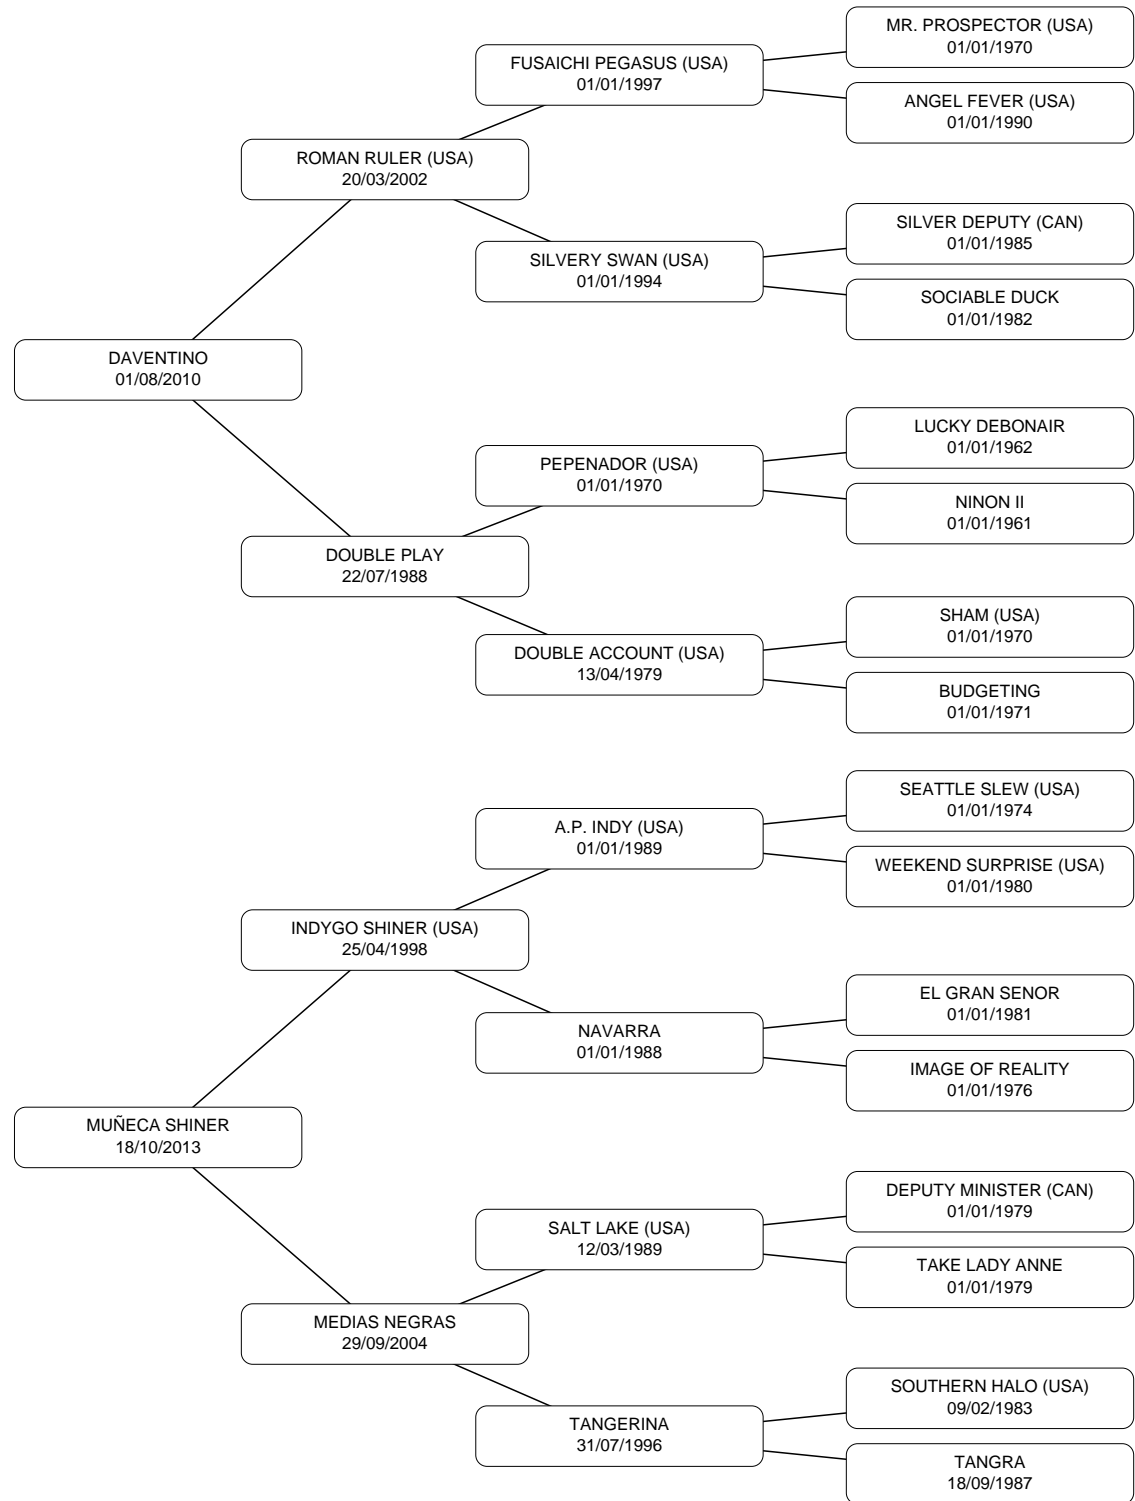 MR. PROSPECTOR (USA)
01/01/1970
FUSAICHI PEGASUS (USA)
01/01/1997
ANGEL FEVER (USA)
01/01/1990
ROMAN RULER (USA)
20/03/2002
SILVER DEPUTY (CAN)
01/01/1985
SILVERY SWAN (USA)
01/01/1994
SOCIABLE DUCK
01/01/1982
DAVENTINO
01/08/2010
LUCKY DEBONAIR
01/01/1962
PEPENADOR (USA)
01/01/1970
NINON II
01/01/1961
DOUBLE PLAY
22/07/1988
SHAM (USA)
01/01/1970
DOUBLE ACCOUNT (USA)
13/04/1979
BUDGETING
01/01/1971
SEATTLE SLEW (USA)
01/01/1974
A.P. INDY (USA)
01/01/1989
WEEKEND SURPRISE (USA)
01/01/1980
INDYGO SHINER (USA)
25/04/1998
EL GRAN SENOR
01/01/1981
NAVARRA
01/01/1988
IMAGE OF REALITY
01/01/1976
MUÑECA SHINER
18/10/2013
DEPUTY MINISTER (CAN)
01/01/1979
SALT LAKE (USA)
12/03/1989
TAKE LADY ANNE
01/01/1979
MEDIAS NEGRAS
29/09/2004
SOUTHERN HALO (USA)
09/02/1983
TANGERINA
31/07/1996
TANGRA
18/09/1987